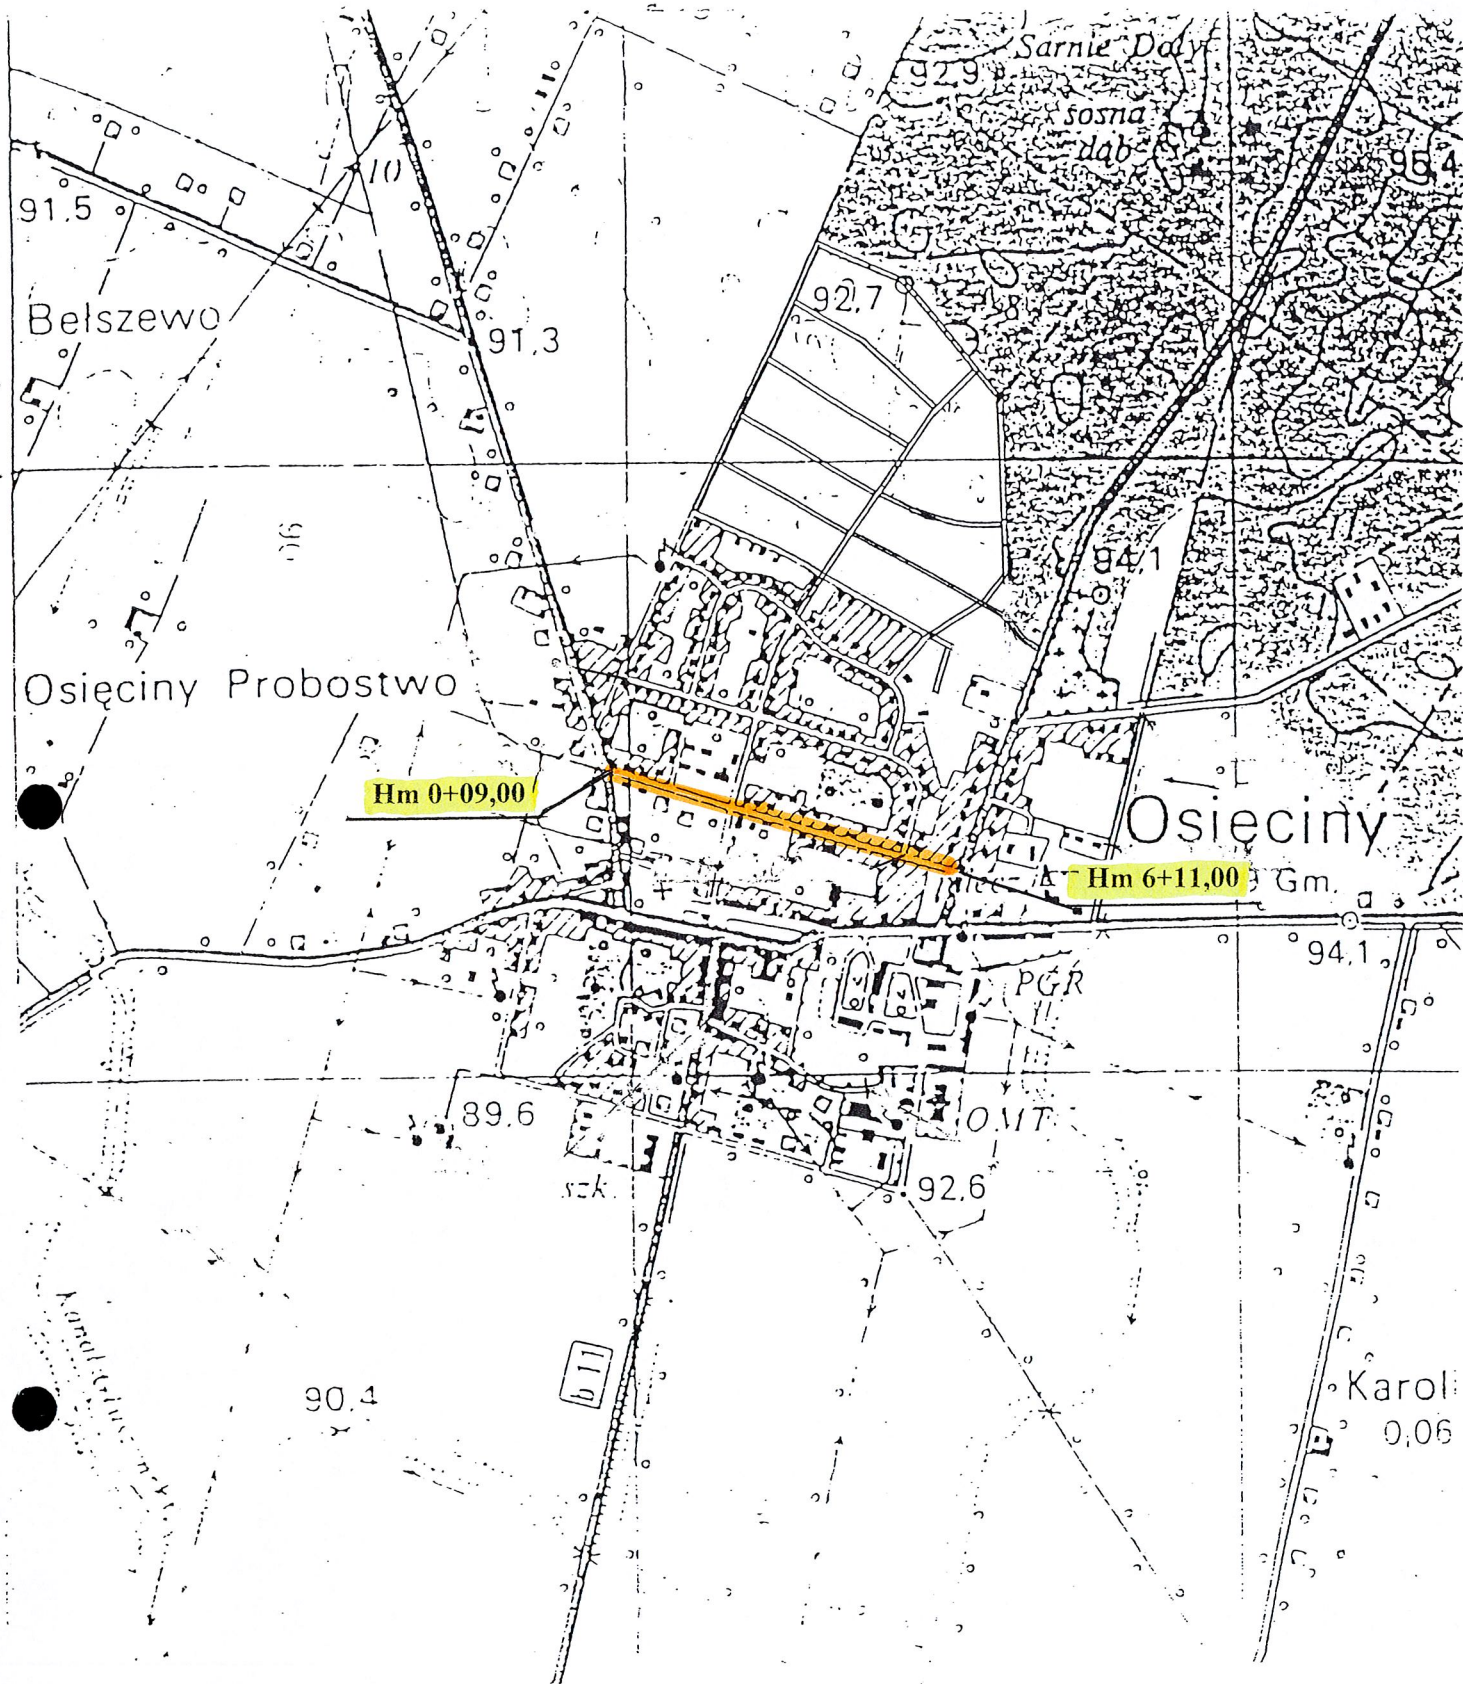 Sarnie Doły
92,9
sosna
dąb
95,4
10
91.5
92,7
Bełszewo
91.3
90
94,1
Osięciny Probostwo
Hm 0+09,00
Osięciny
Hm 6+11,00
Gm.
94,1
PGR
89.6
OMT
szk.
92,6
90,4
Karol
0,06